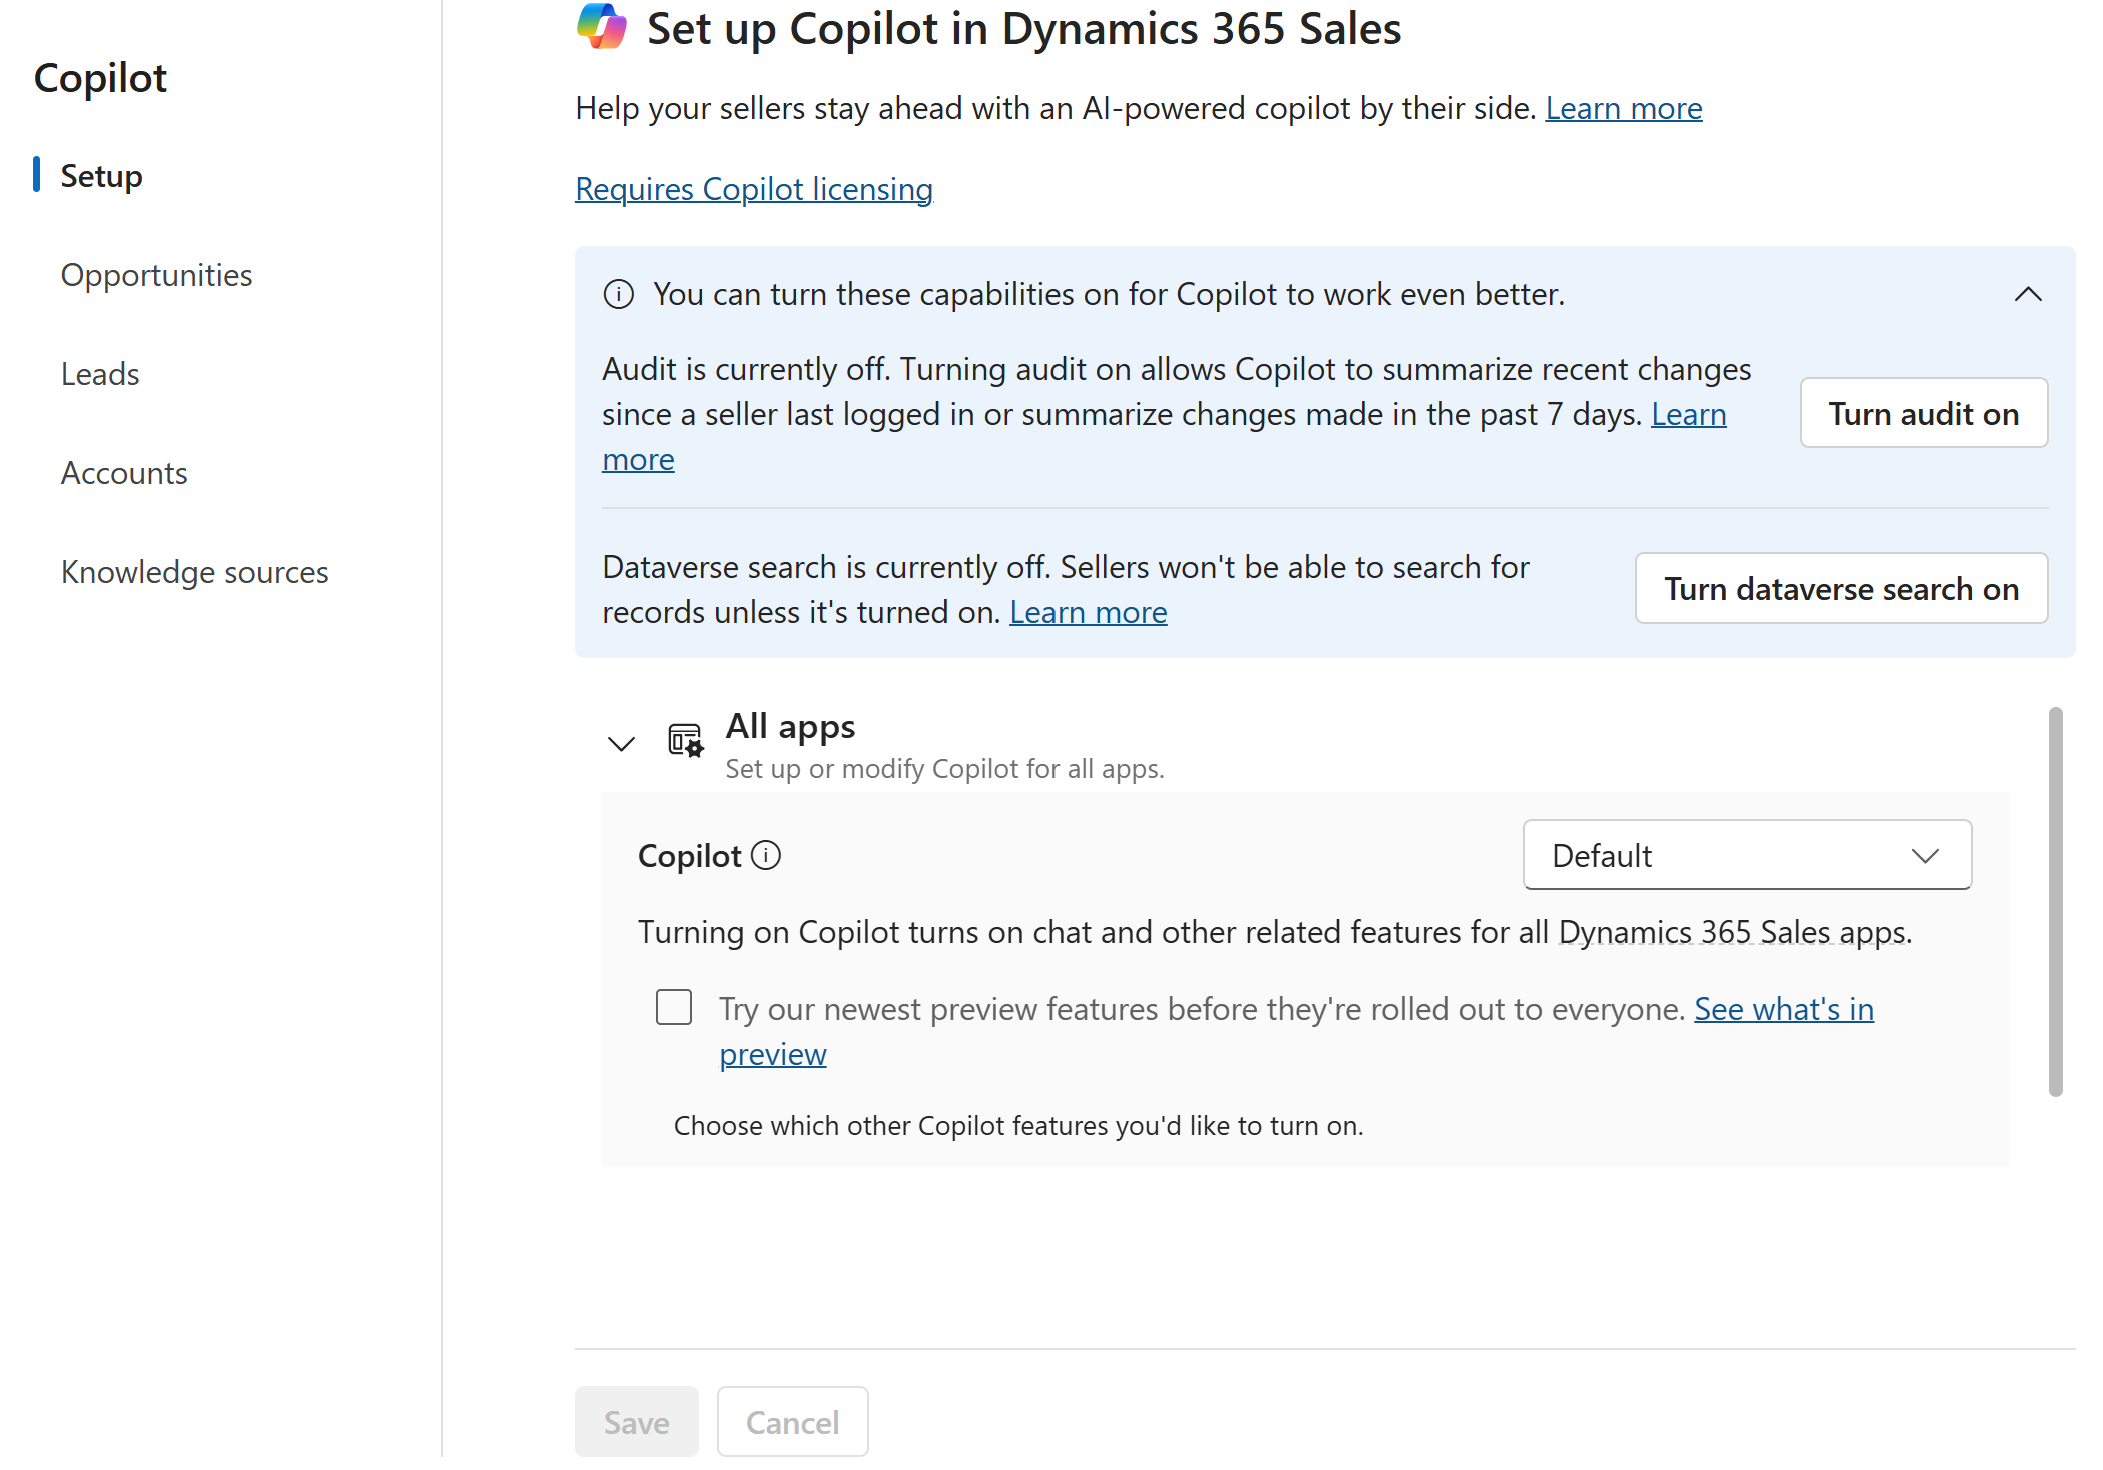 Copilot
Setup
Opportunities
Leads
Accounts
Knowledge sources
Set up Copilot in Dynamics 365 Sales
Help your sellers stay ahead with an AI-powered copilot by their side. Learn more
Requires Copilot licensing
You can turn these capabilities on for Copilot to work even better.
Audit is currently off. Turning audit on allows Copilot to summarize recent changes
since a seller last logged in or summarize changes made in the past 7 days. Learn
more
Turn audit on
Dataverse search is currently off. Sellers won't be able to search for
records unless it's turned on. Learn more
Turn dataverse search on
All apps
Set up or modify Copilot for all apps.
Copilot
Default
Turning on Copilot turns on chat and other related features for all Dynamics 365 Sales apps.
Try our newest preview features before they're rolled out to everyone. See what's in
preview
Choose which other Copilot features you'd like to turn on.
Save
Cancel